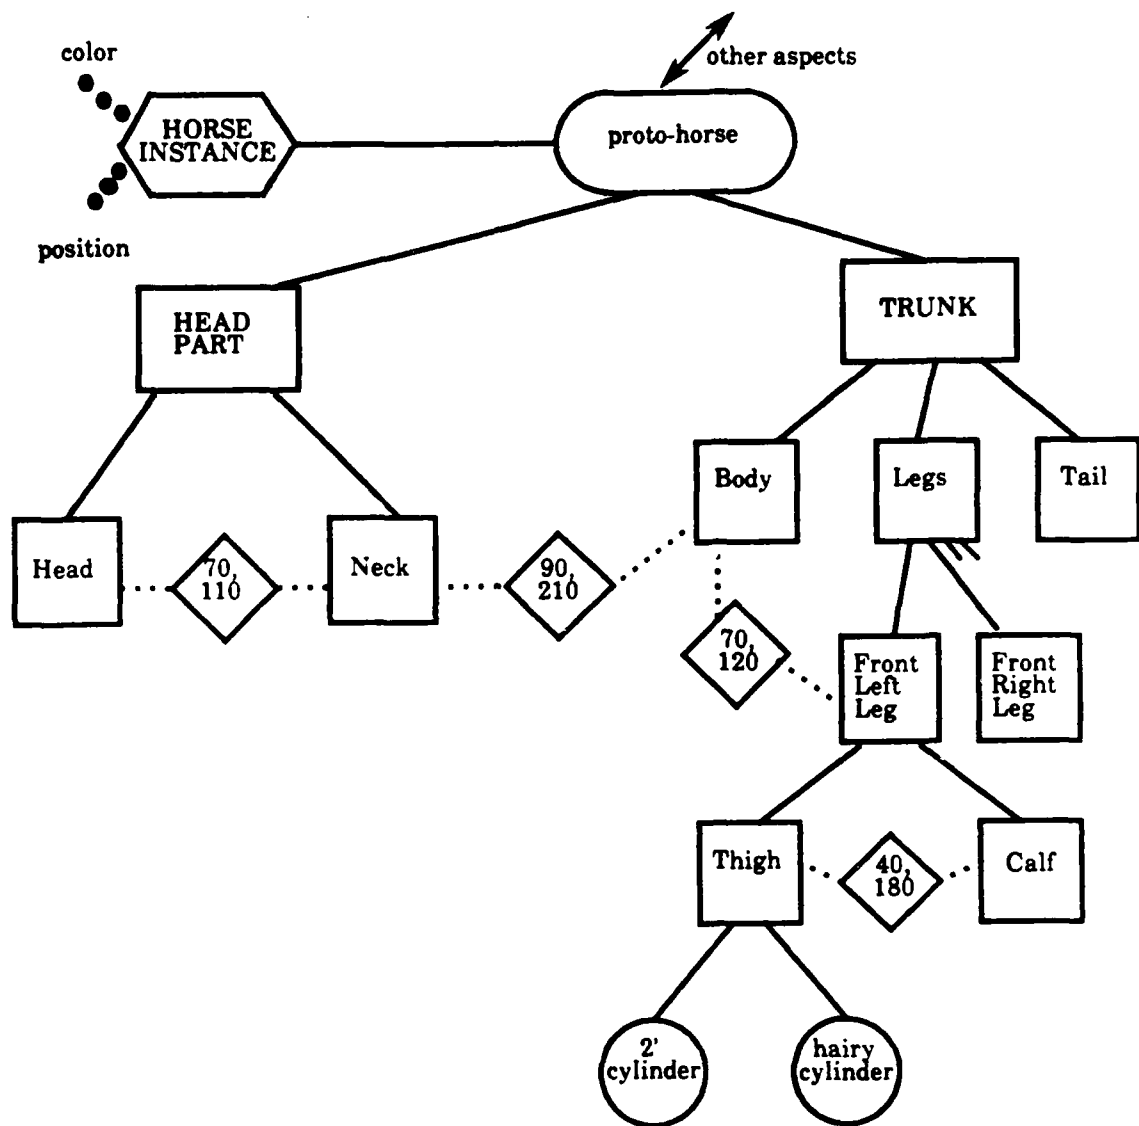 color
other aspects
HORSE
INSTANCE
proto-horse
position
HEAD
PART
TRUNK
Body
Legs
Tail
Head
70,
110
Neck
90,
210
70,
120
Front
Left
Leg
Front
Right
Leg
Thigh
40,
180
Calf
2'
cylinder
hairy
cylinder